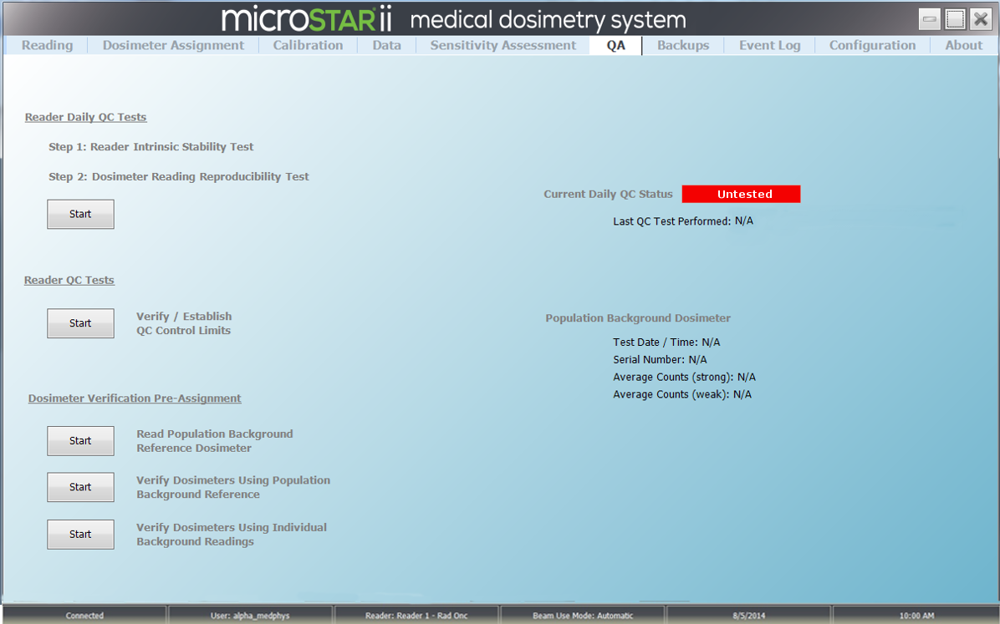 microSTAR ii medical dosimetry system
Reading Dosimeter Assignment Calibration Data Sensitivity Assessment QA Backups Event Log Configuration About
Reader Daily QC Tests
Step 1: Reader Intrinsic Stability Test
Step 2: Dosimeter Reading Reproducibility Test
Start
Current Daily QC Status Untested
Last QC Test Performed: N/A
Reader QC Tests
Start
Verify / Establish
QC Control Limits
Population Background Dosimeter
Test Date / Time: N/A
Serial Number: N/A
Average Counts (strong): N/A
Average Counts (weak): N/A
Dosimeter Verification Pre-Assignment
Start
Read Population Background
Reference Dosimeter
Start
Verify Dosimeters Using Population
Background Reference
Start
Verify Dosimeters Using Individual
Background Readings
Connected User: alpha_medphys Reader: Reader 1 - Rad Onc Beam Use Mode: Automatic 8/5/2014 10:00 AM